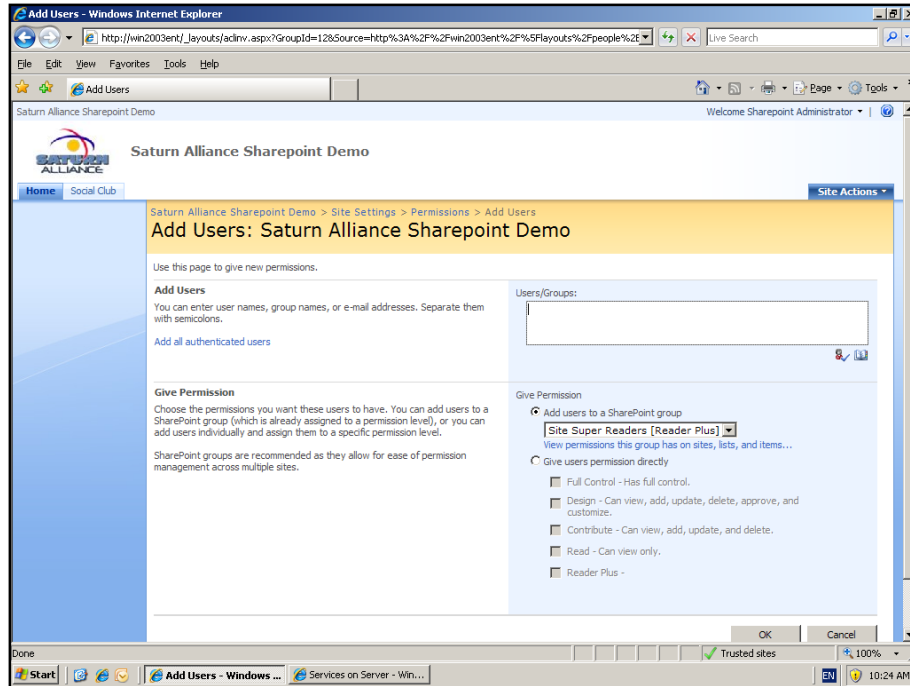 Add Users - Windows Internet Explorer
http://win2003ent/_layouts/aclinv.aspx?GroupId=12&Source=http%3A%2F%2Fwin2003ent%2F%5Flayouts%2Fpeople%2E
Live Search
File Edit View Favorites Tools Help
Add Users
Page Tools
Saturn Alliance Sharepoint Demo
Welcome Sharepoint Administrator
SATURN
ALLIANCE
Saturn Alliance Sharepoint Demo
Home Social Club
Site Actions
Saturn Alliance Sharepoint Demo > Site Settings > Permissions > Add Users
Add Users: Saturn Alliance Sharepoint Demo
Use this page to give new permissions.
Add Users
You can enter user names, group names, or e-mail addresses. Separate them
with semicolons.
Add all authenticated users
Users/Groups:
Give Permission
Choose the permissions you want these users to have. You can add users to a
SharePoint group (which is already assigned to a permission level), or you can
add users individually and assign them to a specific permission level.
SharePoint groups are recommended as they allow for ease of permission
management across multiple sites.
Give Permission
Add users to a SharePoint group
Site Super Readers [Reader Plus]
View permissions this group has on sites, lists, and items...
Give users permission directly
Full Control - Has full control.
Design - Can view, add, update, delete, approve, and
customize.
Contribute - Can view, add, update, and delete.
Read - Can view only.
Reader Plus -
OK Cancel
Done
Trusted sites
100%
Start
Add Users - Windows ...
Services on Server - Win...
EN
10:24 AM